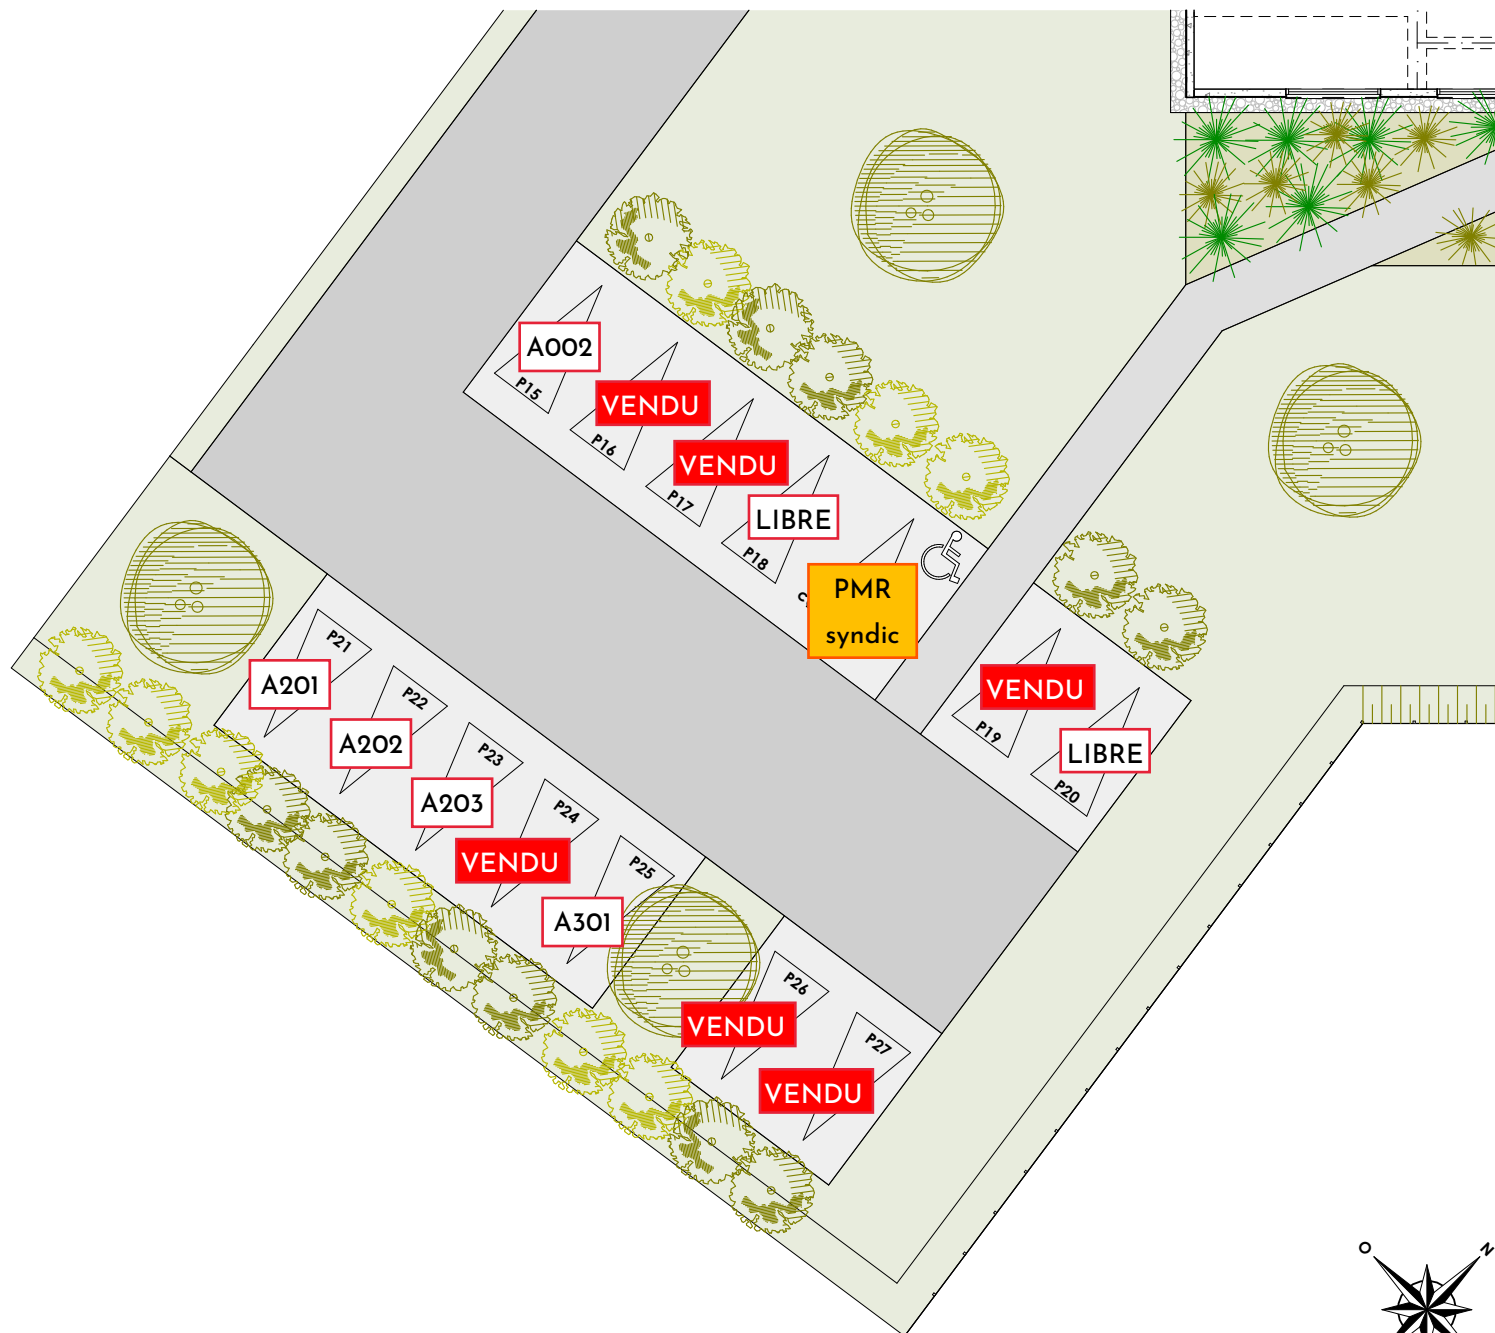 A002
P15
VENDU
P16
VENDU
P17
LIBRE
P18
PMR
syndic
VENDU
P19
LIBRE
P20
P21
A201
P22
A202
P23
A203
P24
VENDU
P25
A301
P26
VENDU
P27
VENDU
O
N